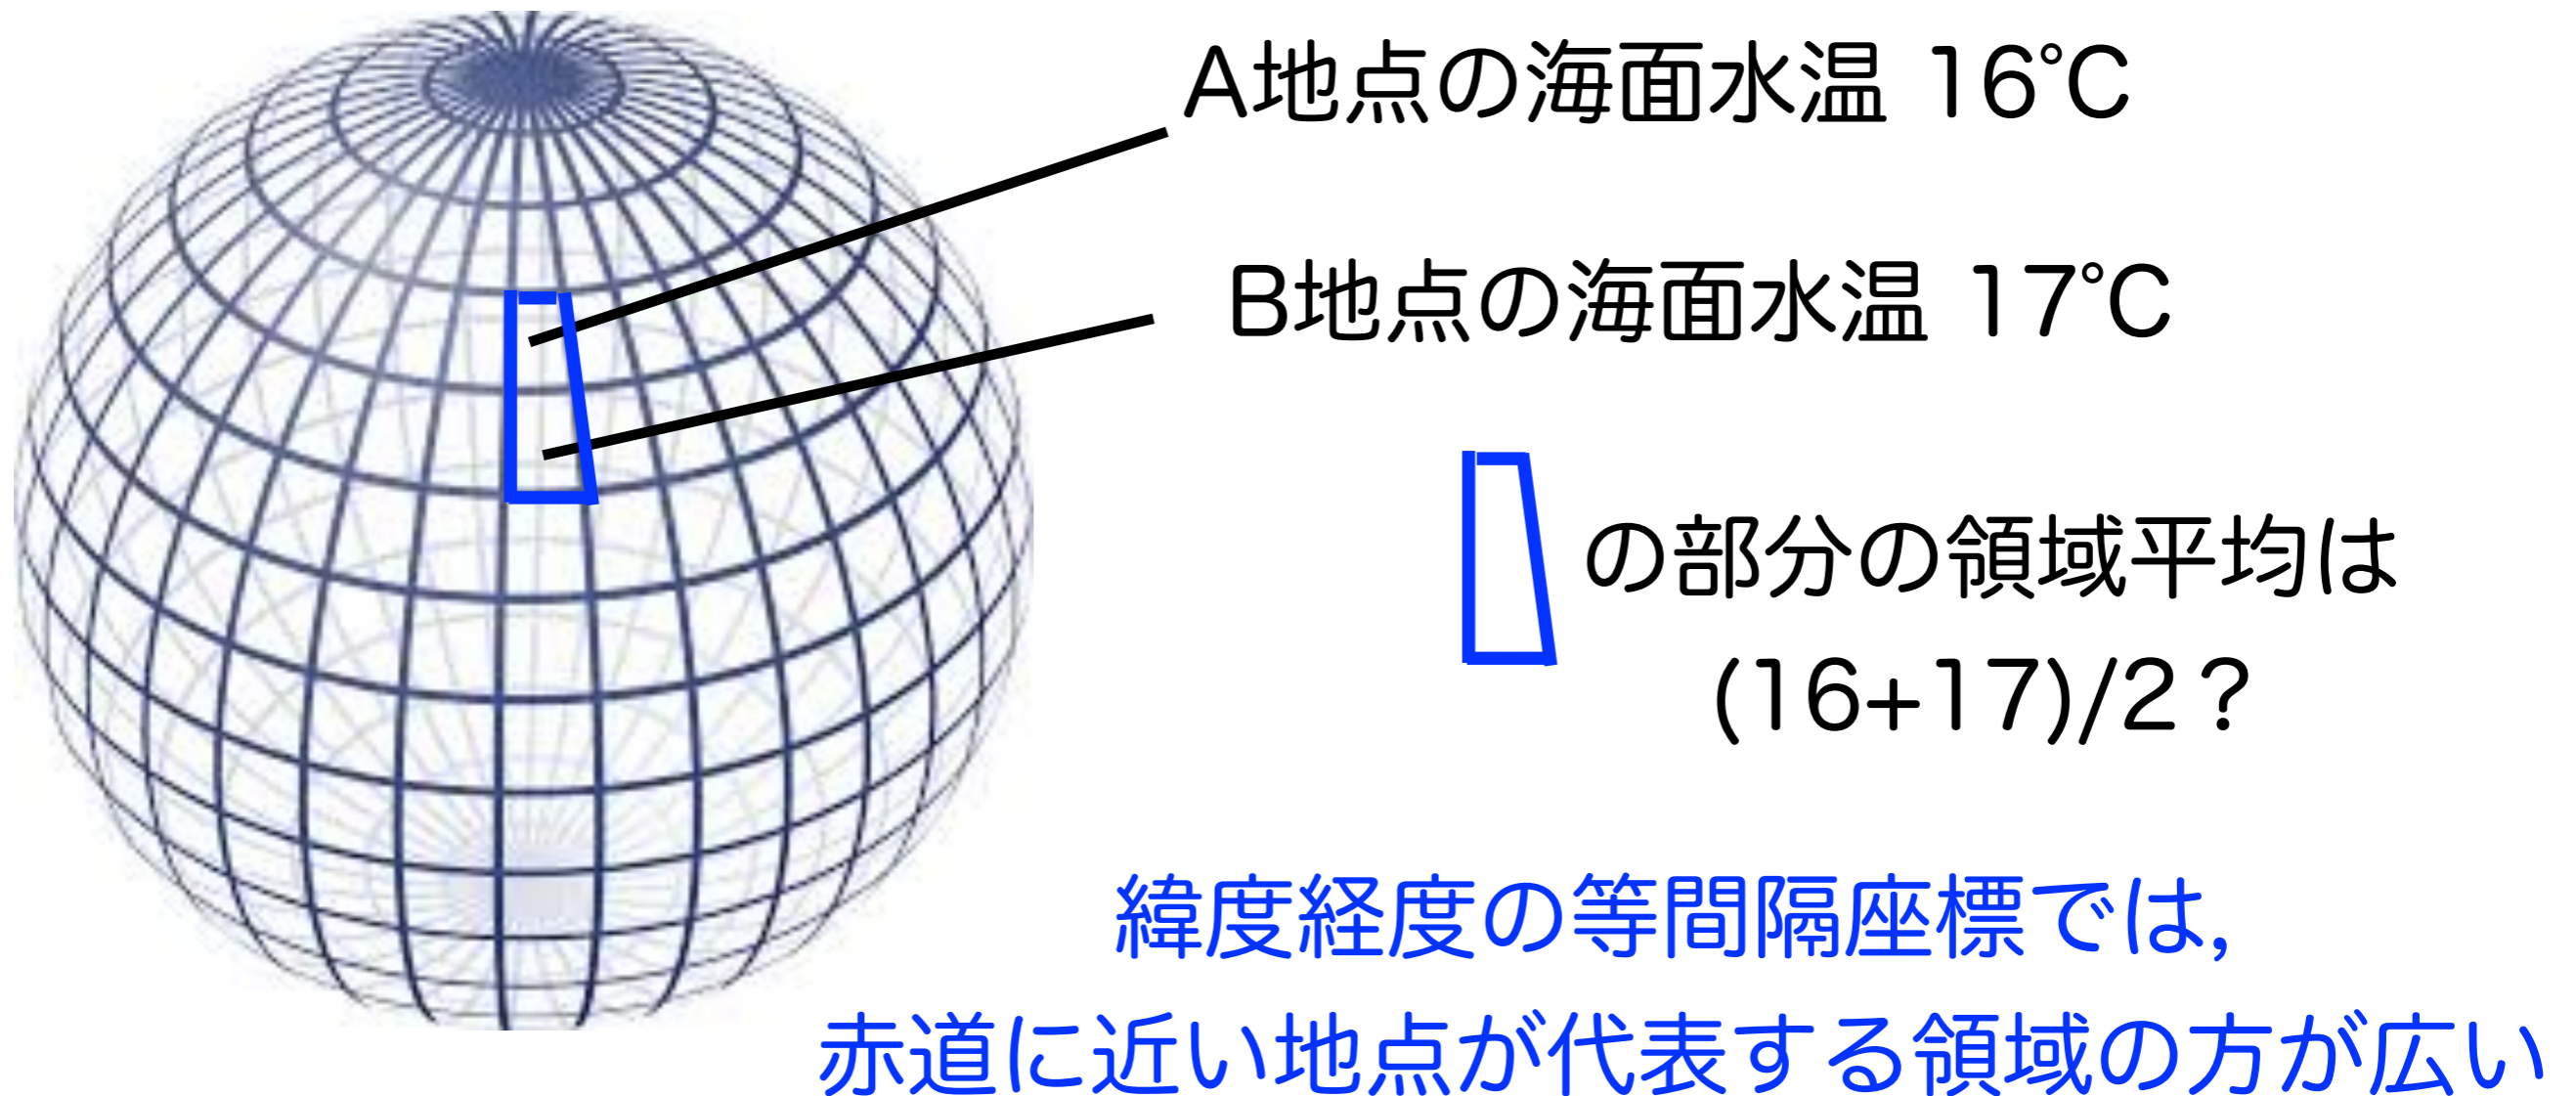 A地点の海面水温 16℃
B地点の海面水温 17℃
の部分の領域平均は
(16+17)/2？
緯度経度の等間隔座標では,
赤道に近い地点が代表する領域の方が広い